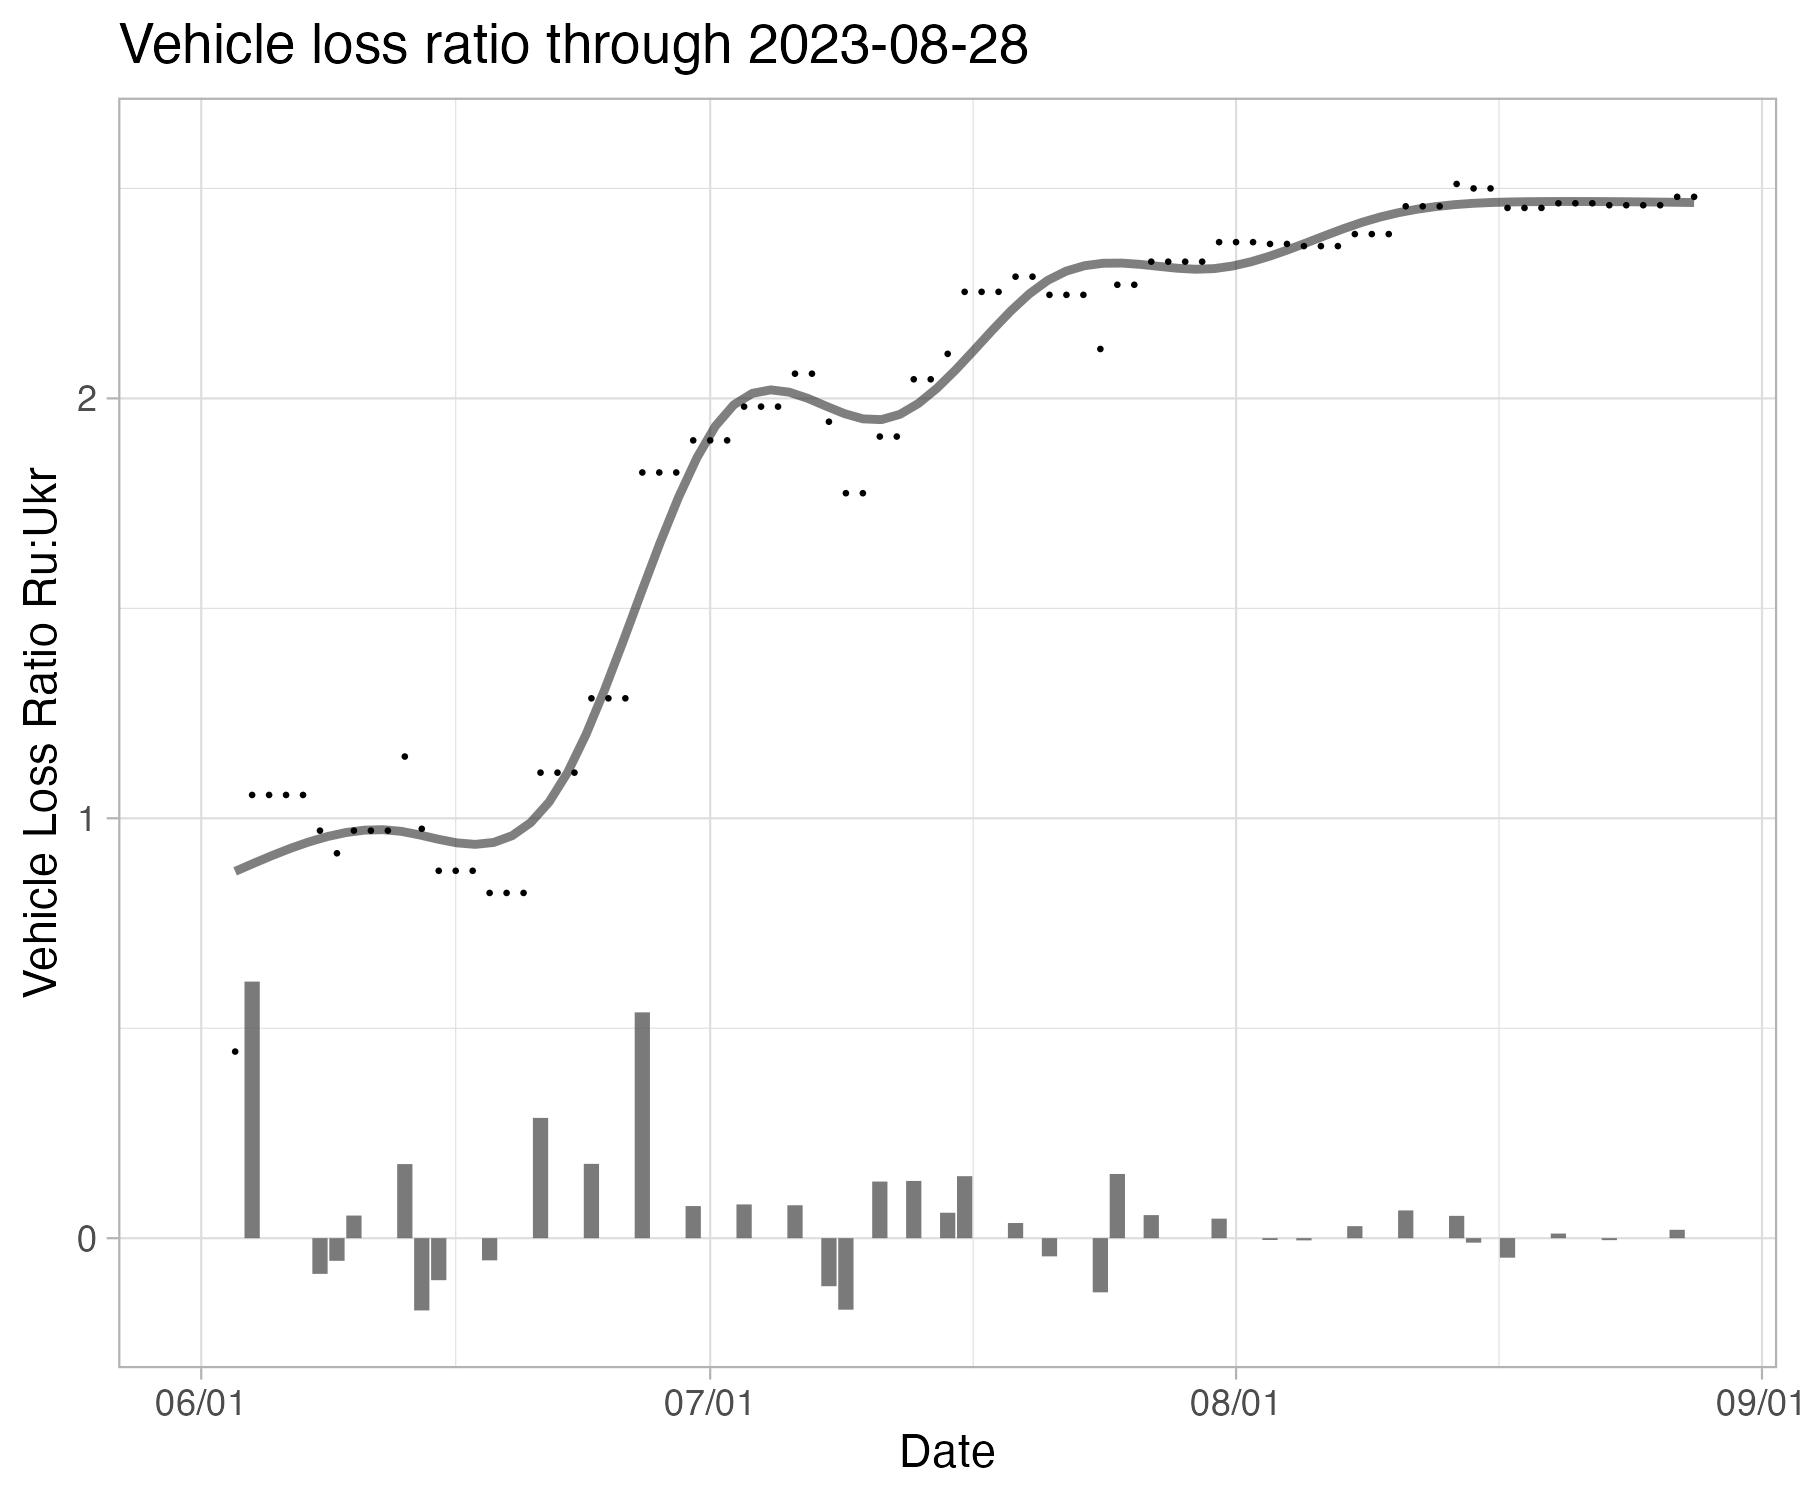 Vehicle loss ratio through 2023-08-28
Vehicle Loss Ratio Ru:Ukr
2
1
0
06/01
07/01
08/01
09/01
Date